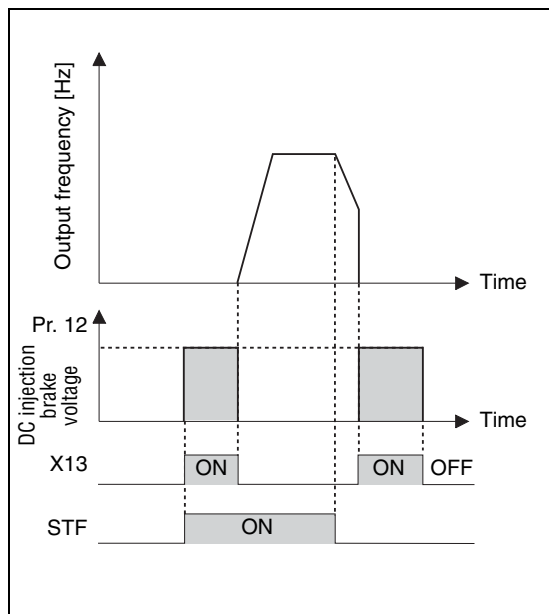 Output frequency [Hz]
Time
Pr. 12
DC injection
brake
voltage
Time
X13
ON
ON
OFF
STF
ON